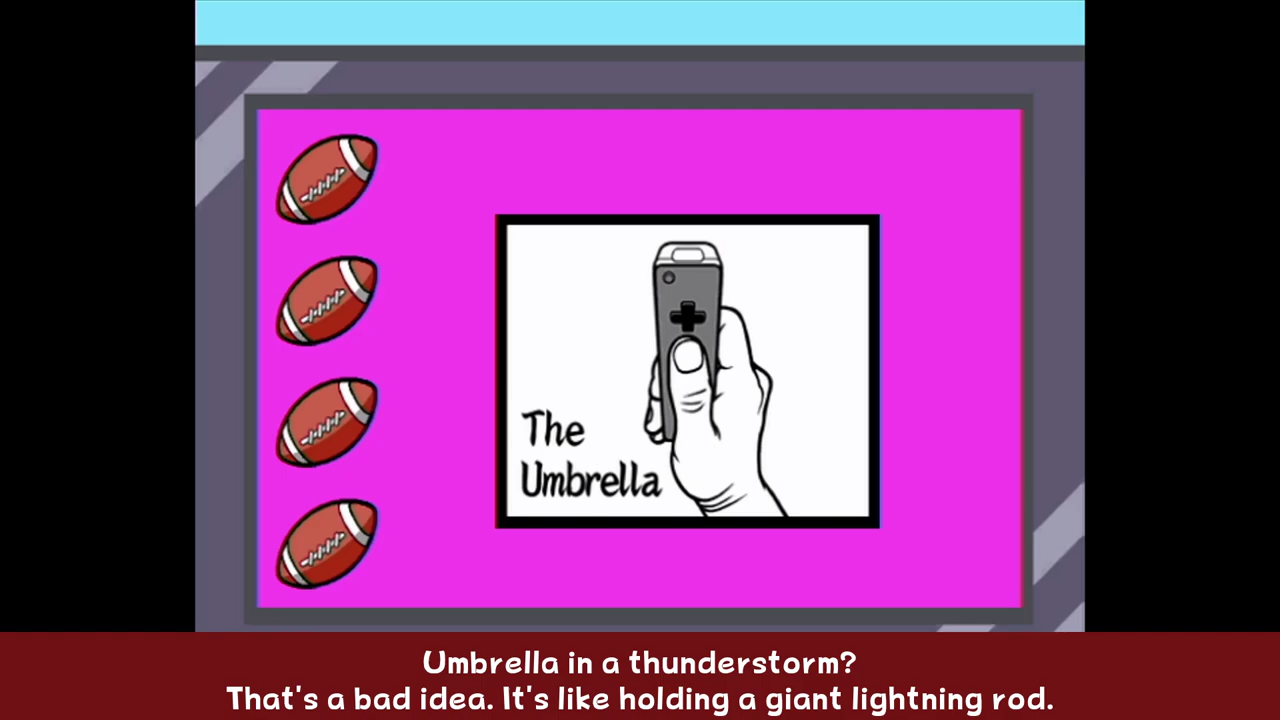 The
Umbrella
Umbrella in a thunderstorm?
That's a bad idea. It's like holding a giant lightning rod.